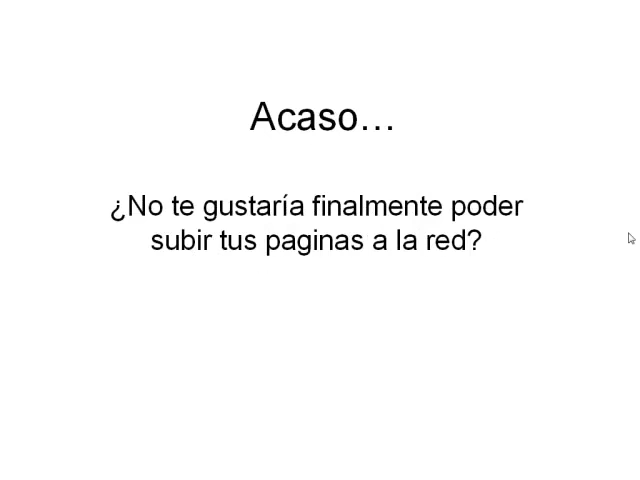 Acaso…
¿No te gustaría finalmente poder
subir tus paginas a la red?